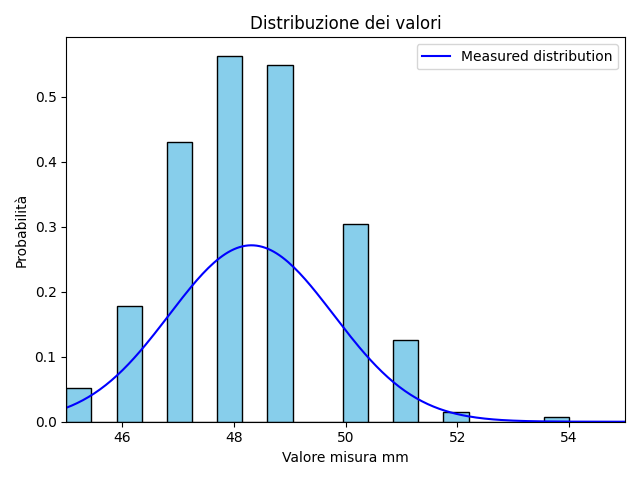 Distribuzione dei valori
Measured distribution
Probabilità
0.5
0.4
0.3
0.2
0.1
0.0
46 48 50 52 54
Valore misura mm